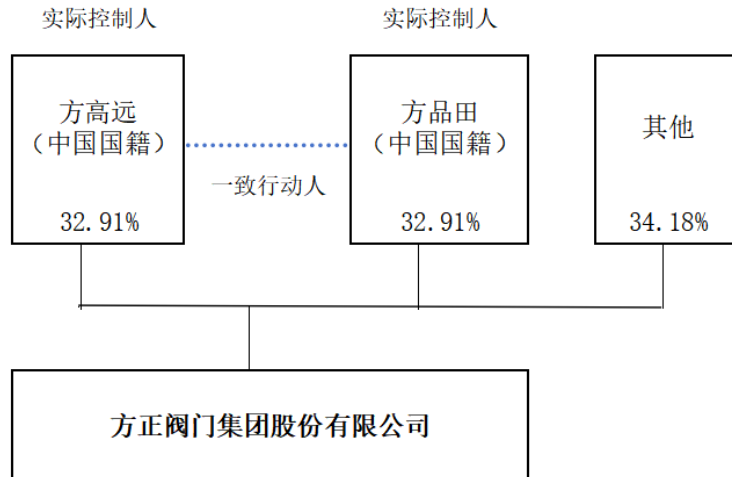 实际控制人
实际控制人
方高远
（中国国籍）
32.91%
一致行动人
方品田
（中国国籍）
32.91%
其他
34.18%
方正阀门集团股份有限公司